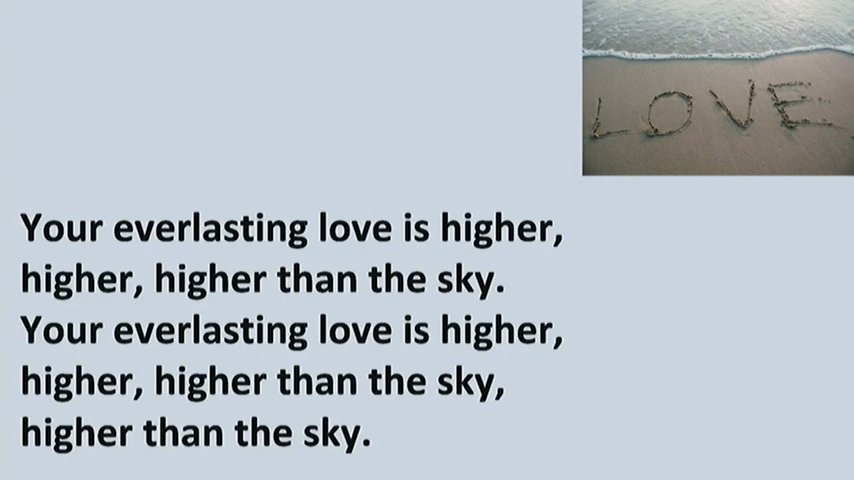 LOVE
Your everlasting love is higher,
higher, higher than the sky.
Your everlasting love is higher,
higher, higher than the sky,
higher than the sky.